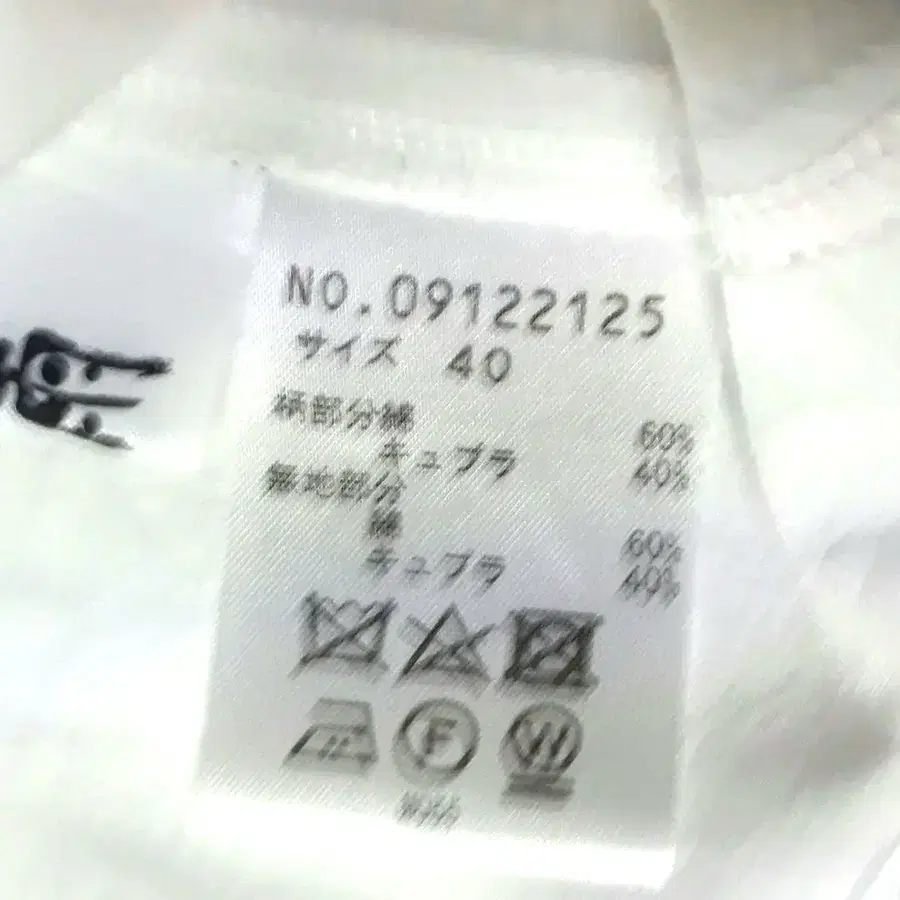 NO.09122125
サイズ 40
柄部分綿 60%
キュプラ 40%
無地部分
綿 60%
キュプラ 40%
F W